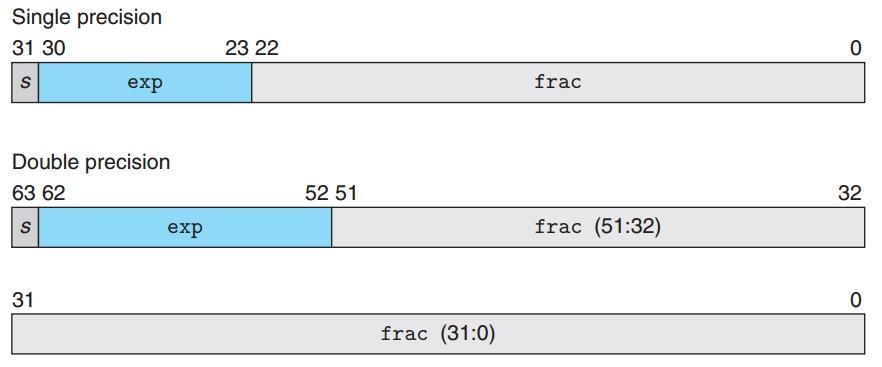 Single precision
31 30 23 22 0
s exp frac
Double precision
63 62 52 51 32
s exp frac (51:32)
31 0
frac (31:0)